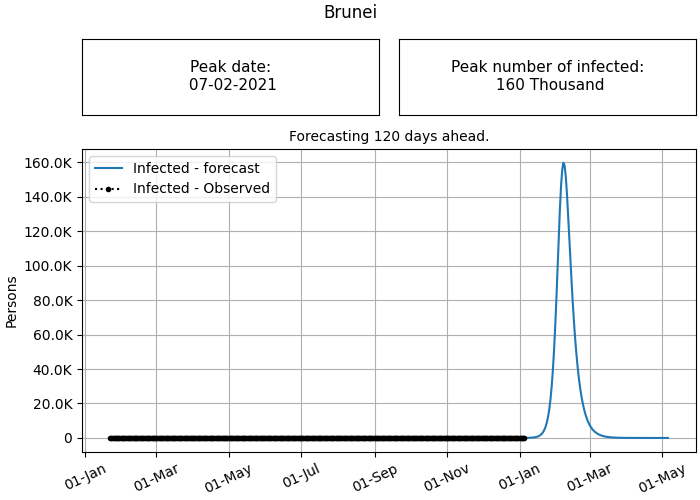 Brunei
Peak date:
07-02-2021
Peak number of infected:
160 Thousand
Forecasting 120 days ahead.
Infected - forecast
Infected - Observed
Persons
160.0K
140.0K
120.0K
100.0K
80.0K
60.0K
40.0K
20.0K
0
01-Jan
01-Mar
01-May
01-Jul
01-Sep
01-Nov
01-Jan
01-Mar
01-May